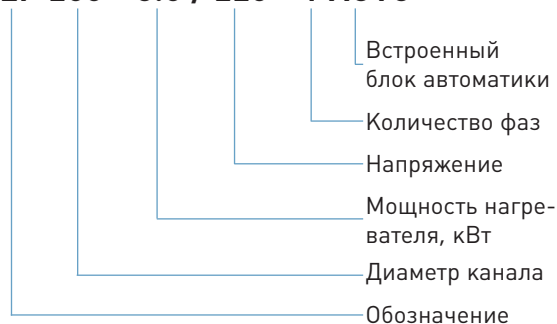 Встроенный
блок автоматики
Количество фаз
Напряжение
Мощность нагре-
вателя, кВт
Диаметр канала
Обозначение